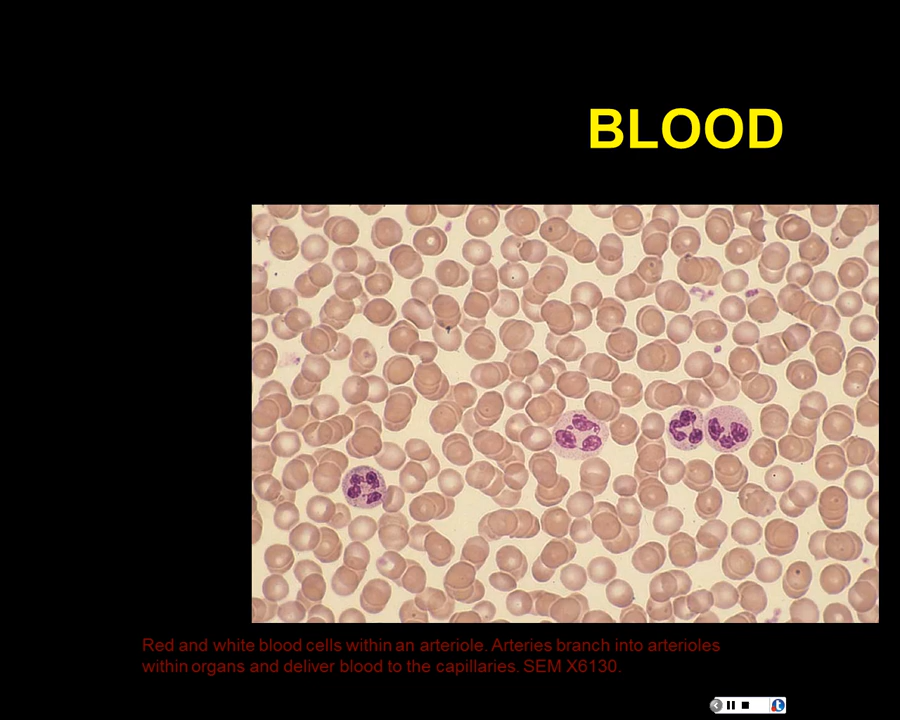 BLOOD
Red and white blood cells within an arteriole. Arteries branch into arterioles
within organs and deliver blood to the capillaries. SEM X6130.